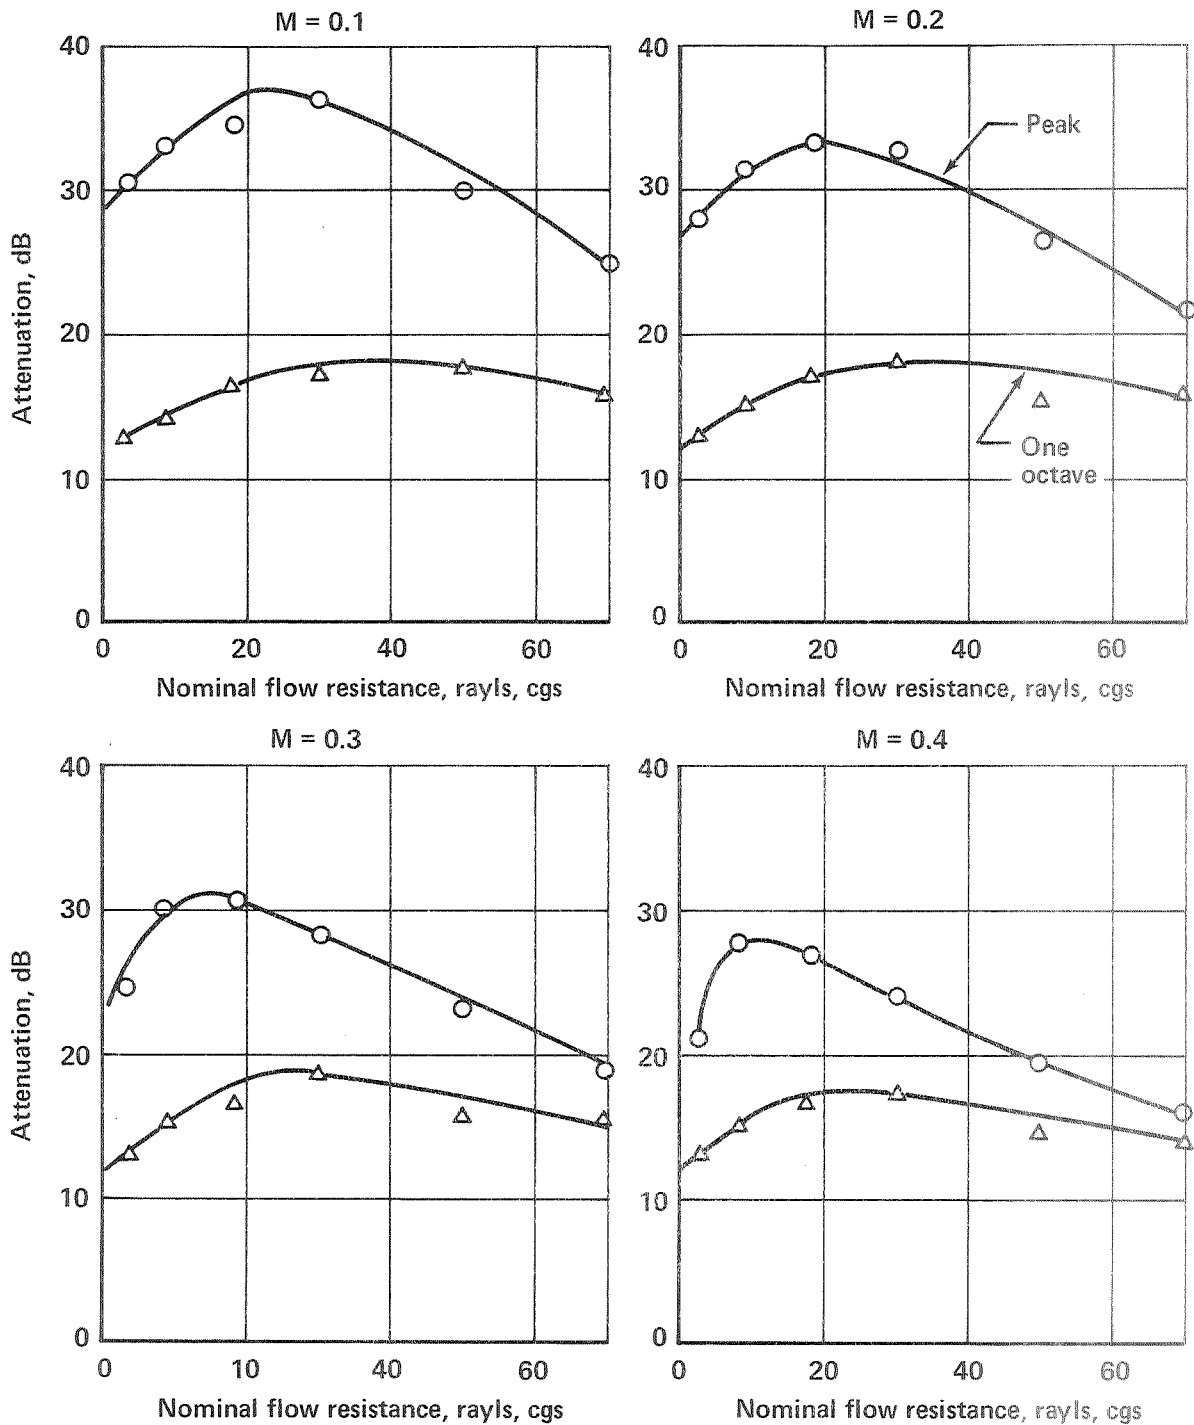 M = 0.1
40
30
20
10
0
Attenuation, dB
0 20 40 60
Nominal flow resistance, rayls, cgs
M = 0.2
40
30
20
10
0
Peak
One
octave
0 20 40 60
Nominal flow resistance, rayls, cgs
M = 0.3
40
30
20
10
0
Attenuation, dB
0 10 40 60
Nominal flow resistance, rayls, cgs
M = 0.4
40
30
20
10
0
0 20 40 60
Nominal flow resistance, rayls, cgs